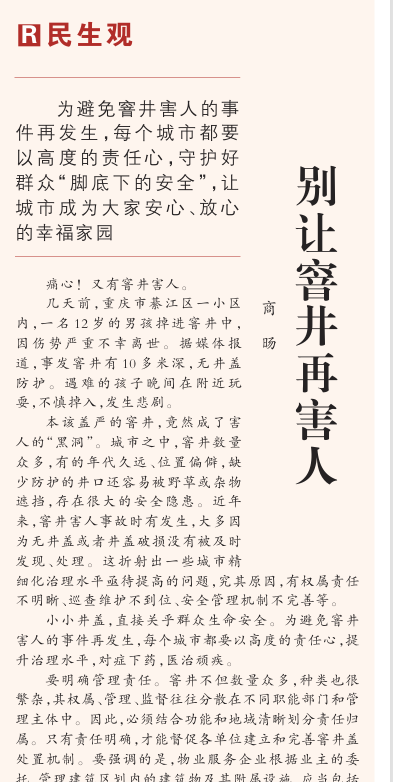 R民生观
为避免窨井害人的事
件再发生，每个城市都要
以高度的责任心，守护好
群众“脚底下的安全”，让
城市成为大家安心、放心
的幸福家园
别让窨井再害人
商旸
痛心！又有窨井害人。
几天前，重庆市綦江区一小区
内，一名12岁的男孩掉进窨井中，
因伤势严重不幸离世。据媒体报
道，事发窨井有10多米深，无井盖
防护。遇难的孩子晚间在附近玩
耍，不慎掉入，发生悲剧。
本该盖严的窨井，竟然成了害
人的“黑洞”。城市之中，窨井数量
众多，有的年代久远、位置偏僻，缺
少防护的井口还容易被野草或杂物
遮挡，存在很大的安全隐患。近年
来，窨井害人事故时有发生，大多因
为无井盖或者井盖破损没有被及时
发现、处理。这折射出一些城市精
细化治理水平亟待提高的问题，究其原因，有权属责任
不明晰、巡查维护不到位、安全管理机制不完善等。
小小井盖，直接关乎群众生命安全。为避免窨井
害人的事件再发生，每个城市都要以高度的责任心，提
升治理水平，对症下药，医治顽疾。
要明确管理责任。窨井不但数量众多，种类也很
繁杂，其权属、管理、监督往往分散在不同职能部门和管
理主体中。因此，必须结合功能和地域清晰划分责任归
属。只有责任明确，才能督促各单位建立和完善窨井盖
处置机制。要强调的是，物业服务企业根据业主的委
托，管理建筑区划内的建筑物及其附属设施，应当包括